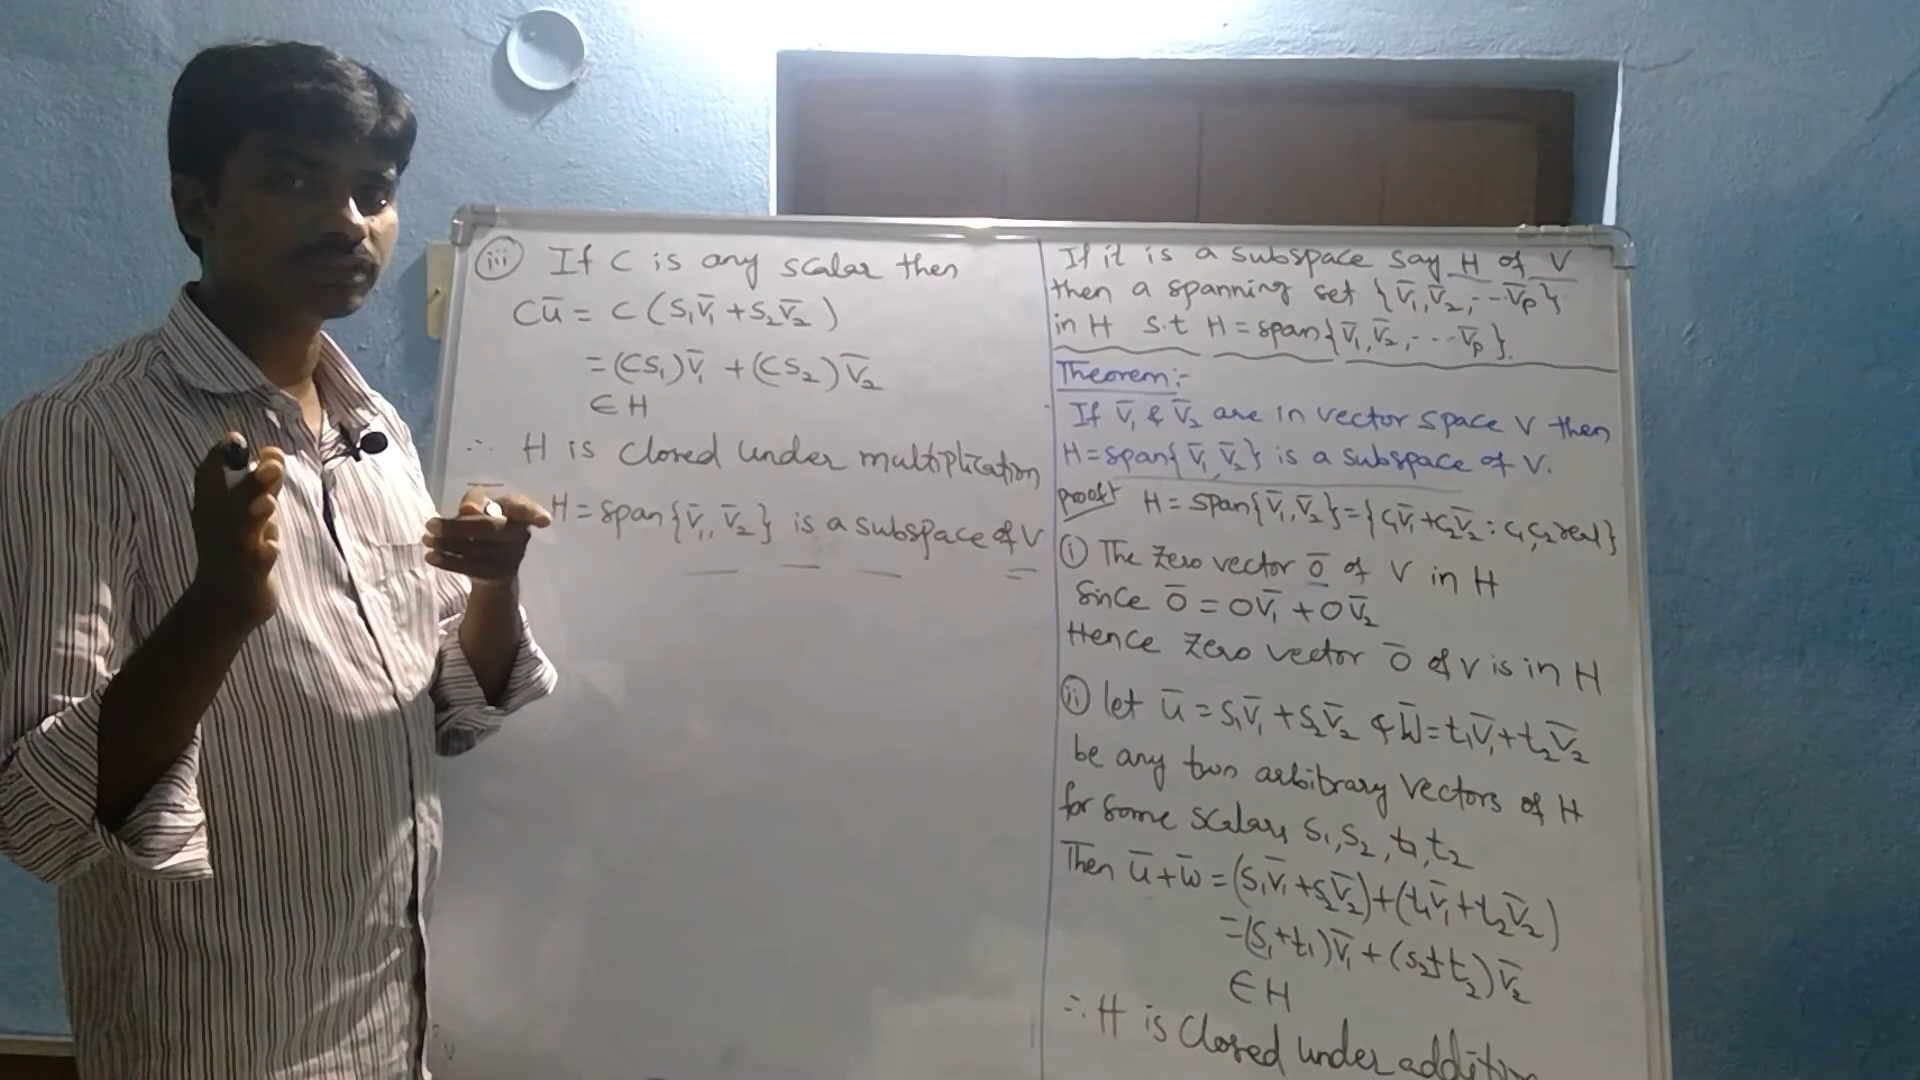 If it is a subspace say H of V
then a spanning set {v̄₁, v̄₂, --- v̄ₚ}
in H s.t H = span{v̄₁, v̄₂, --- v̄ₚ}.
Theorem:-
If v̄₁ & v̄₂ are in vector space V then
H = span{v̄₁, v̄₂} is a subspace of V.
proof:- H = span{v̄₁, v̄₂} = {c₁v̄₁ + c₂v̄₂ : c₁, c₂ real}
(i) The zero vector ō of V in H
Since ō = 0v̄₁ + 0v̄₂
Hence zero vector ō of V is in H
(ii) let ū = s₁v̄₁ + s₂v̄₂ & w̄ = t₁v̄₁ + t₂v̄₂
be any two arbitrary vectors of H
for some scalars s₁, s₂, t₁, t₂
Then ū + w̄ = (s₁v̄₁ + s₂v̄₂) + (t₁v̄₁ + t₂v̄₂)
= (s₁ + t₁)v̄₁ + (s₂ + t₂)v̄₂
∈ H
∴ H is closed under addition
(iii) If C is any scalar then
Cū = C (s₁v̄₁ + s₂v̄₂)
= (Cs₁)v̄₁ + (Cs₂)v̄₂
∈ H
∴ H is closed under multiplication
H = span{v̄₁, v̄₂} is a subspace of V